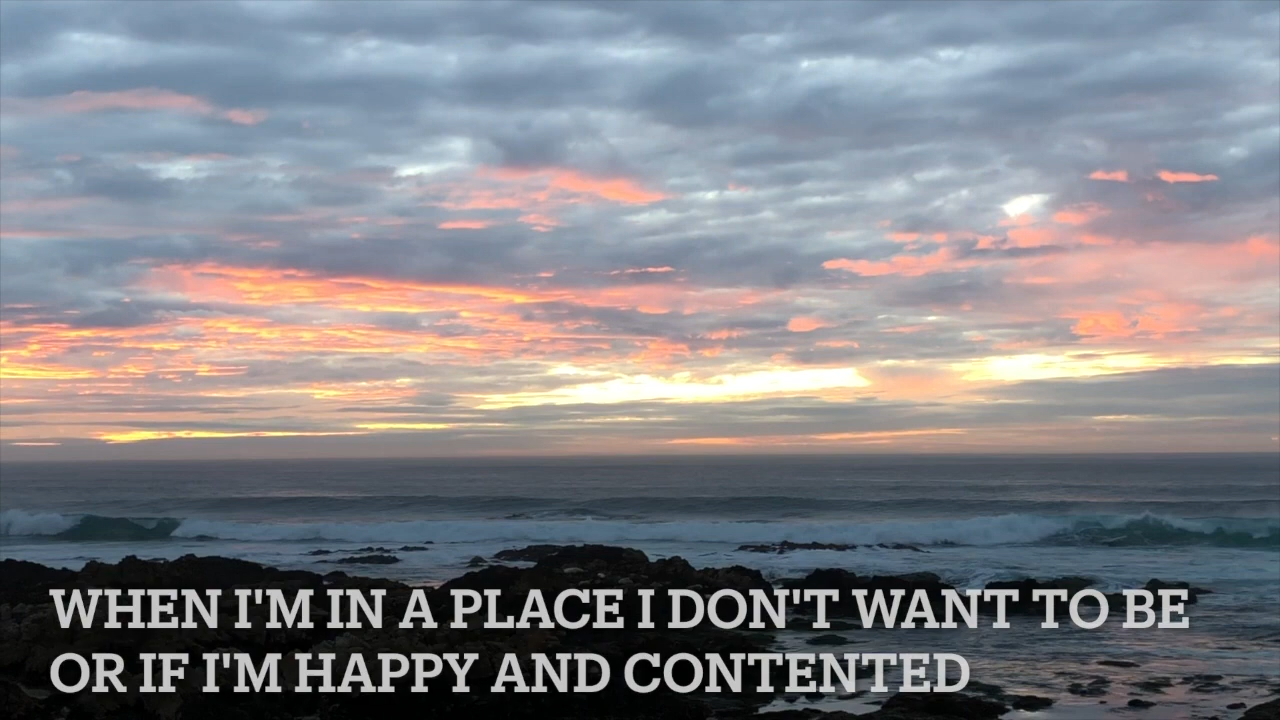 WHEN I'M IN A PLACE I DON'T WANT TO BE
OR IF I'M HAPPY AND CONTENTED